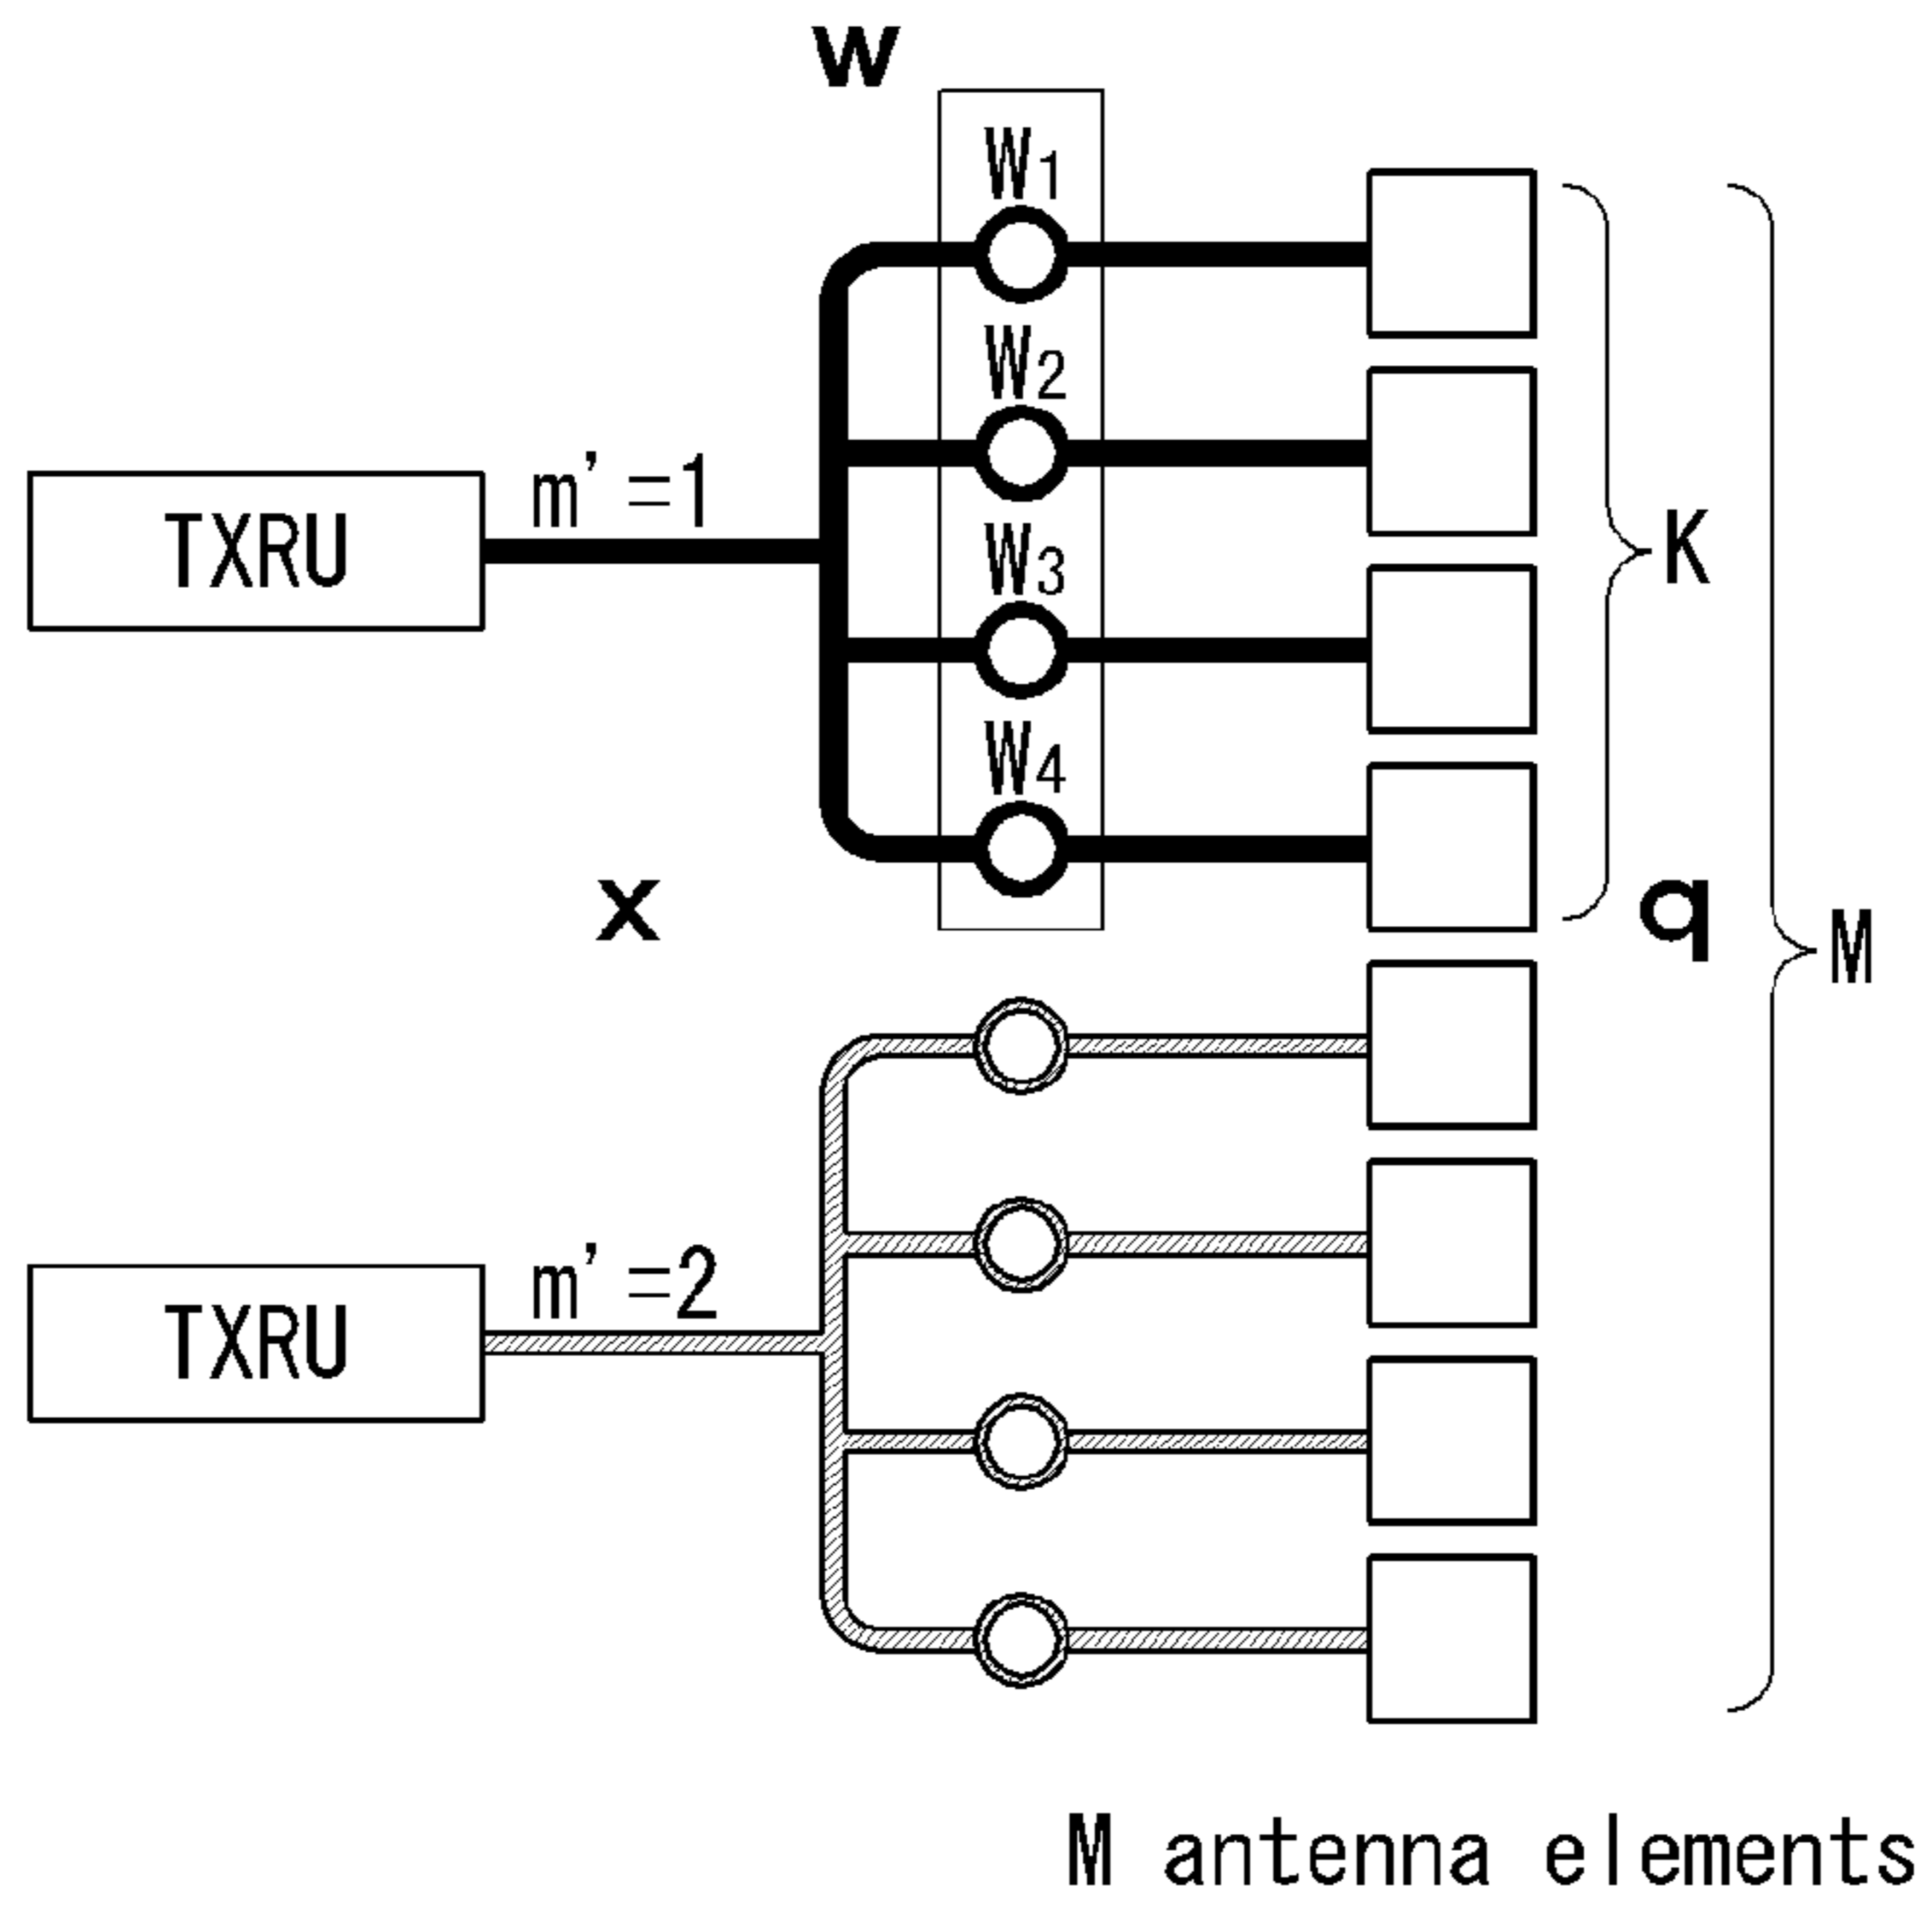 w
W1
W2
TXRU
m'=1
W3
K
W4
x
q
M
TXRU
m'=2
M antenna elements